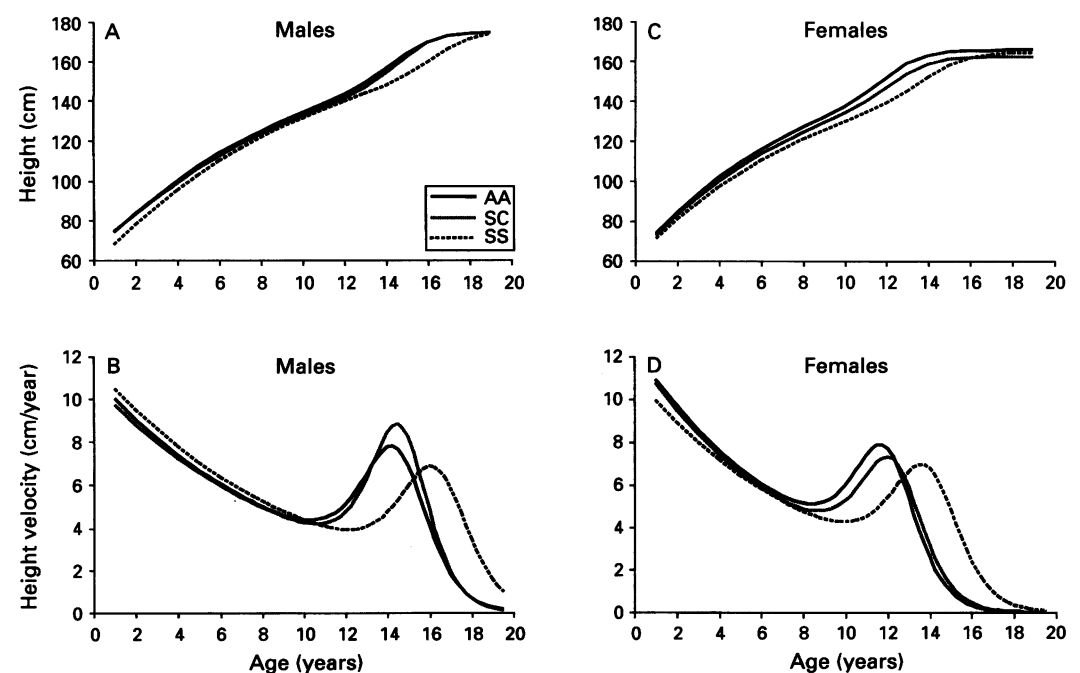 A Males
Height (cm)
180
160
140
120
100
80
60
AA
SC
SS
0 2 4 6 8 10 12 14 16 18 20
C Females
180
160
140
120
100
80
60
0 2 4 6 8 10 12 14 16 18 20
B Males
Height velocity (cm/year)
12
10
8
6
4
2
0
0 2 4 6 8 10 12 14 16 18 20
Age (years)
D Females
12
10
8
6
4
2
0
0 2 4 6 8 10 12 14 16 18 20
Age (years)